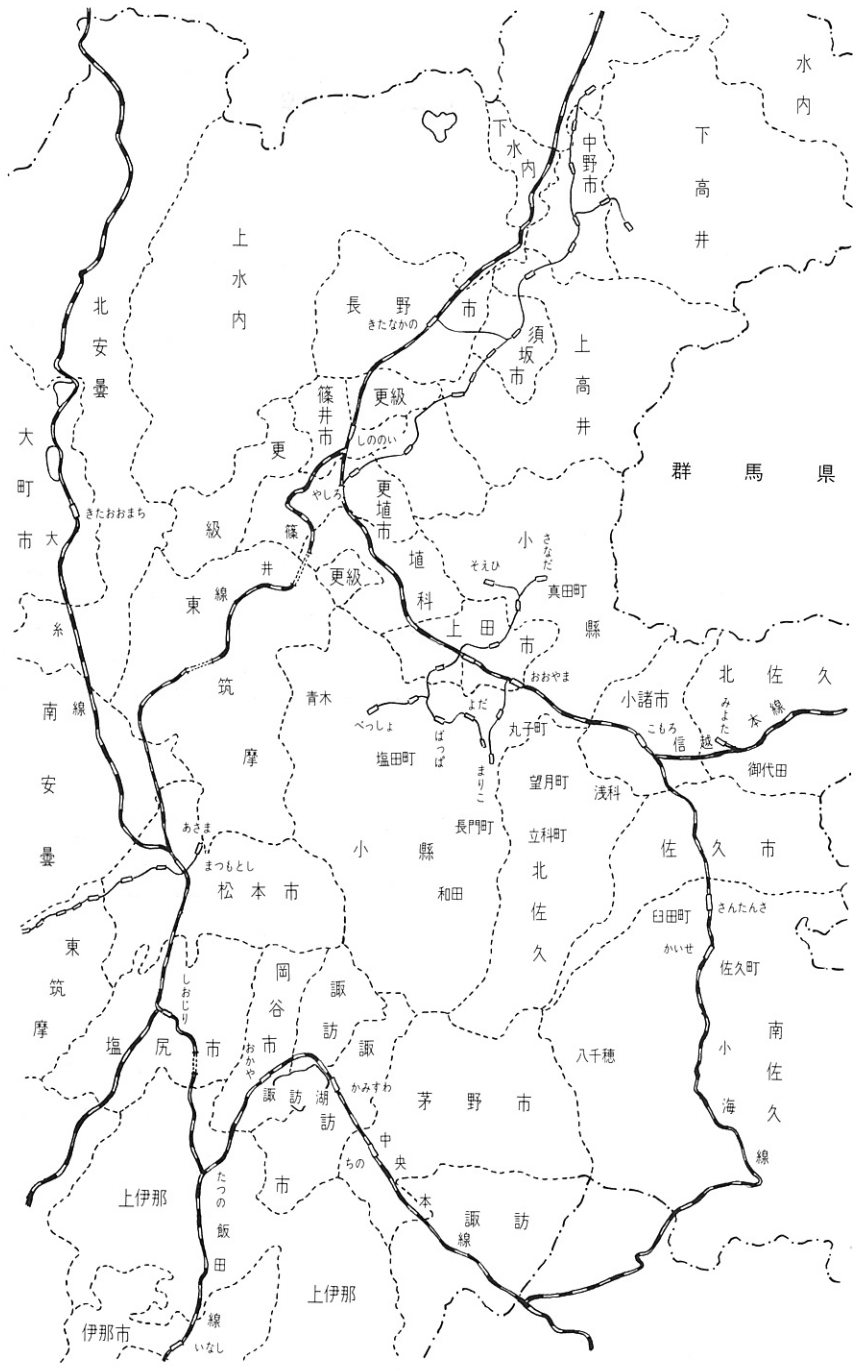 水内
下水内
中野市
下高井
上水内
北安曇
長野市
きたなかの
須坂市
上高井
篠井市
更級
更級
しののい
大町市
きたおおまち
やしろ
更埴市
群馬県
埴科
小縣
さなだ
そえひ
真田町
篠井線
更級
東筑摩
大糸線
上田市
おおやま
北佐久
小諸市
みよた
こもろ
信越本線
御代田
南安曇
青木
べっしょ
ばっぱ
よだ
まりこ
丸子町
塩田町
望月町
浅科
長門町
立科町
北佐久
佐久市
あさま
まつもとし
松本市
小縣
和田
臼田町
さんたんさ
かいせ
佐久町
東筑摩
しおじり
塩尻市
岡谷市
おかや
諏訪
諏訪市
諏訪湖
かみすわ
茅野市
八千穂
南佐久
小海線
ちの
中央本線
諏訪
上伊那
たつの
飯田線
上伊那
伊那市
いなし